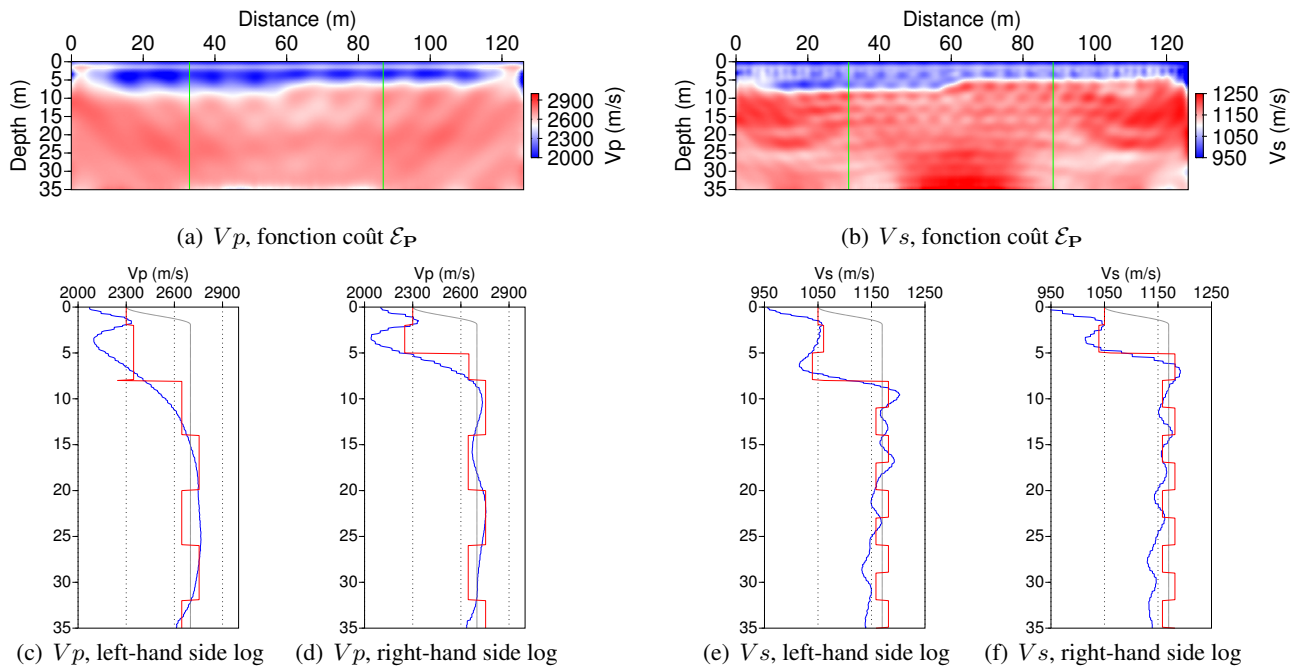 Distance (m)
0 20 40 60 80 100 120
0
5
10
15
20
25
30
35
Depth (m)
2900
2600
2300
2000
Vp (m/s)
Distance (m)
0 20 40 60 80 100 120
0
5
10
15
20
25
30
35
Depth (m)
1250
1150
1050
950
Vs (m/s)
(a) Vp, fonction coût ℰ_P
(b) Vs, fonction coût ℰ_P
Vp (m/s)
2000 2300 2600 2900
0
5
10
15
20
25
30
35
Vp (m/s)
2000 2300 2600 2900
0
5
10
15
20
25
30
35
Vs (m/s)
950 1050 1150 1250
0
5
10
15
20
25
30
35
Vs (m/s)
950 1050 1150 1250
0
5
10
15
20
25
30
35
(c) Vp, left-hand side log
(d) Vp, right-hand side log
(e) Vs, left-hand side log
(f) Vs, right-hand side log